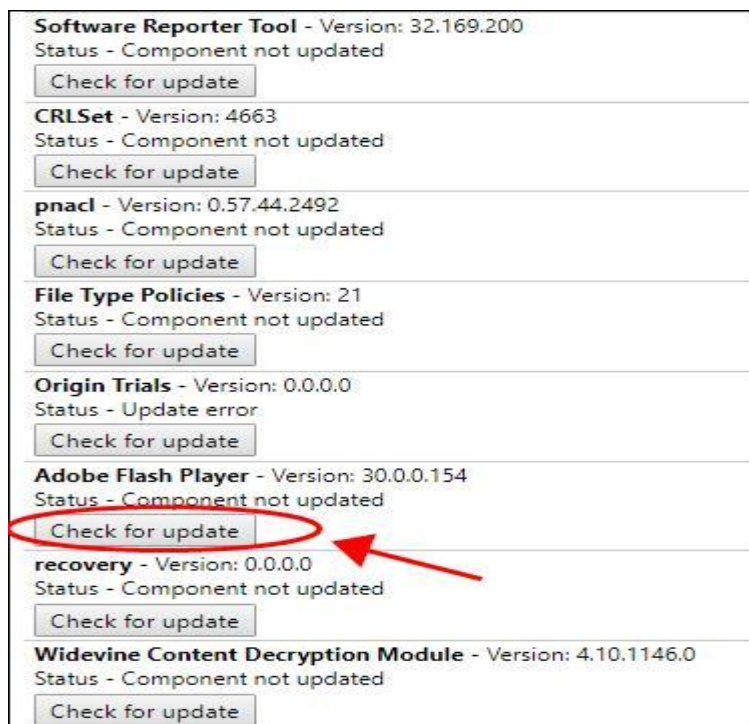 Software Reporter Tool - Version: 32.169.200
Status - Component not updated
Check for update
CRLSet - Version: 4663
Status - Component not updated
Check for update
pnacl - Version: 0.57.44.2492
Status - Component not updated
Check for update
File Type Policies - Version: 21
Status - Component not updated
Check for update
Origin Trials - Version: 0.0.0.0
Status - Update error
Check for update
Adobe Flash Player - Version: 30.0.0.154
Status - Component not updated
Check for update
recovery - Version: 0.0.0.0
Status - Component not updated
Check for update
Widevine Content Decryption Module - Version: 4.10.1146.0
Status - Component not updated
Check for update